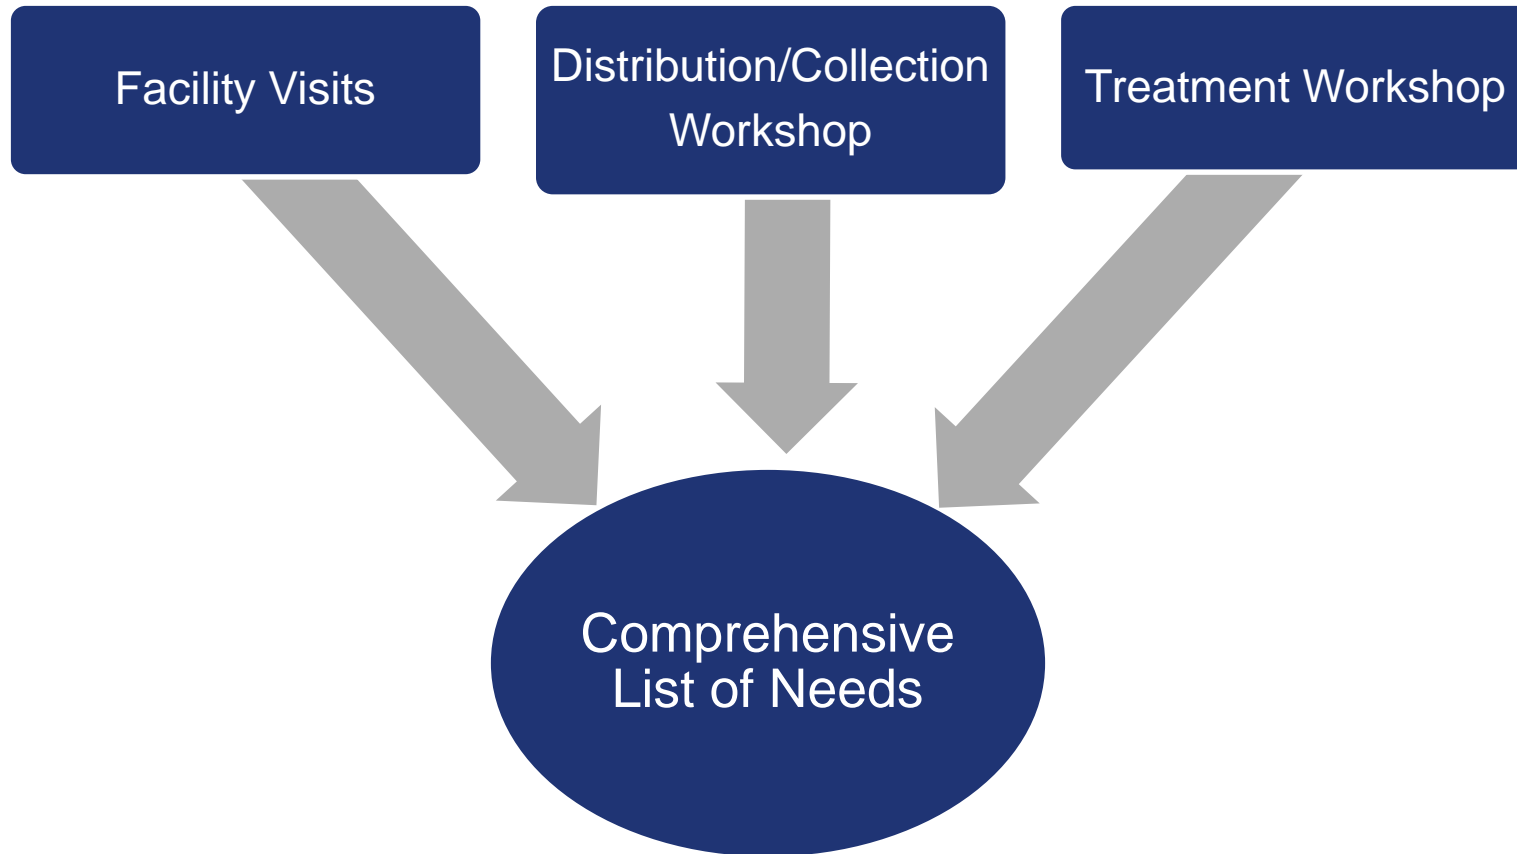 Facility Visits
Distribution/Collection
Workshop
Treatment Workshop
Comprehensive
List of Needs